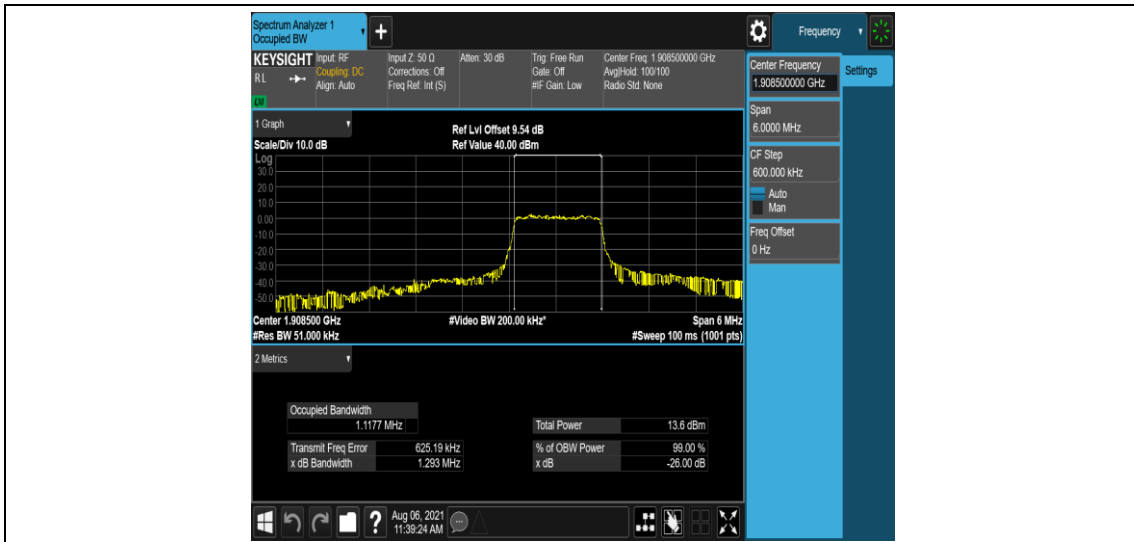 Spectrum Analyzer 1
Occupied BW
+
Frequency
KEYSIGHT
RL
LM
Input: RF
Coupling: DC
Align: Auto
Input Z: 50 Ω
Corrections: Off
Freq Ref: Int (S)
Atten: 30 dB
Trig: Free Run
Gate: Off
#IF Gain: Low
Center Freq: 1.908500000 GHz
Avg|Hold: 100/100
Radio Std: None
Center Frequency
1.908500000 GHz
Settings
Span
6.0000 MHz
CF Step
600.000 kHz
Auto
Man
Freq Offset
0 Hz
1 Graph
Scale/Div 10.0 dB
Ref Lvl Offset 9.54 dB
Ref Value 40.00 dBm
Log
30.0
20.0
10.0
0.00
-10.0
-20.0
-30.0
-40.0
-50.0
Center 1.908500 GHz
#Video BW 200.00 kHz*
Span 6 MHz
#Res BW 51.000 kHz
#Sweep 100 ms (1001 pts)
2 Metrics
Occupied Bandwidth
1.1177 MHz
Total Power 13.6 dBm
Transmit Freq Error 625.19 kHz
% of OBW Power 99.00 %
x dB Bandwidth 1.293 MHz
x dB -26.00 dB
?
Aug 06, 2021
11:39:24 AM